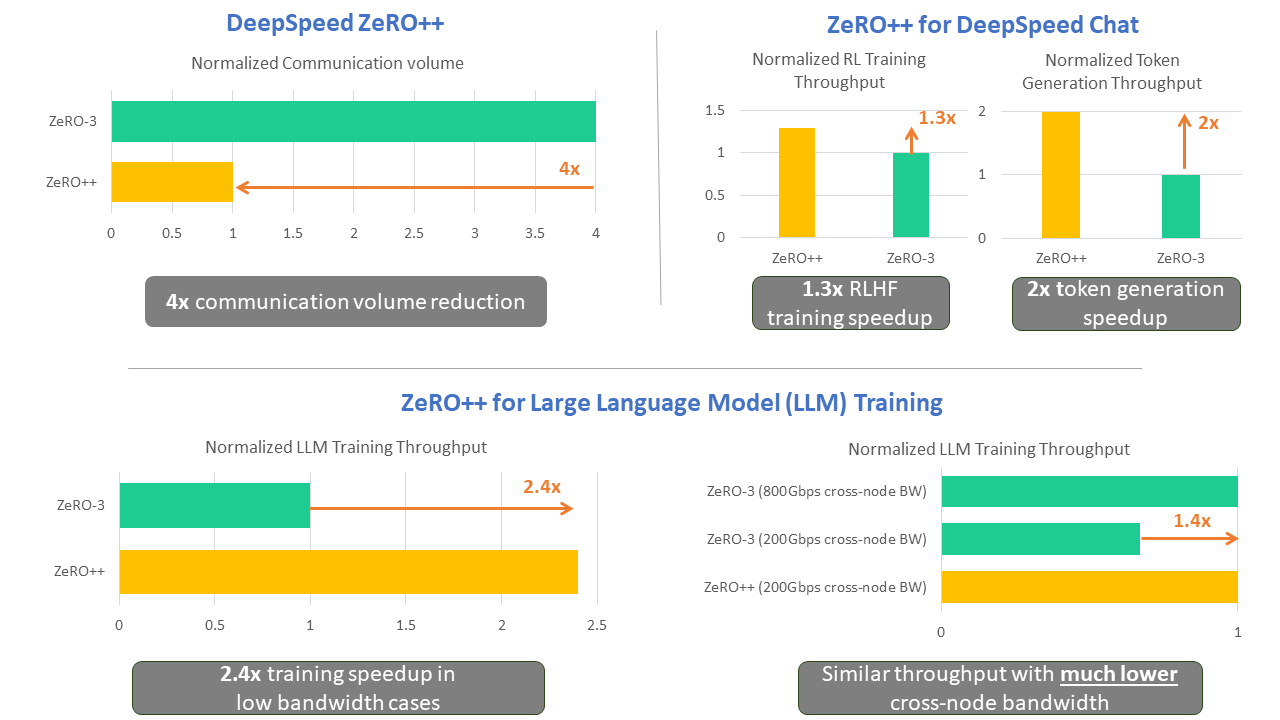 DeepSpeed ZeRO++
Normalized Communication volume
ZeRO-3
ZeRO++
4x
0 0.5 1 1.5 2 2.5 3 3.5 4
4x communication volume reduction
ZeRO++ for DeepSpeed Chat
Normalized RL Training
Throughput
1.5
1
0.5
0
1.3x
ZeRO++ ZeRO-3
1.3x RLHF
training speedup
Normalized Token
Generation Throughput
2
1
0
2x
ZeRO++ ZeRO-3
2x token generation
speedup
ZeRO++ for Large Language Model (LLM) Training
Normalized LLM Training Throughput
ZeRO-3
2.4x
ZeRO++
0 0.5 1 1.5 2 2.5
2.4x training speedup in
low bandwidth cases
Normalized LLM Training Throughput
ZeRO-3 (800Gbps cross-node BW)
ZeRO-3 (200Gbps cross-node BW)
1.4x
ZeRO++ (200Gbps cross-node BW)
0 1
Similar throughput with much lower
cross-node bandwidth